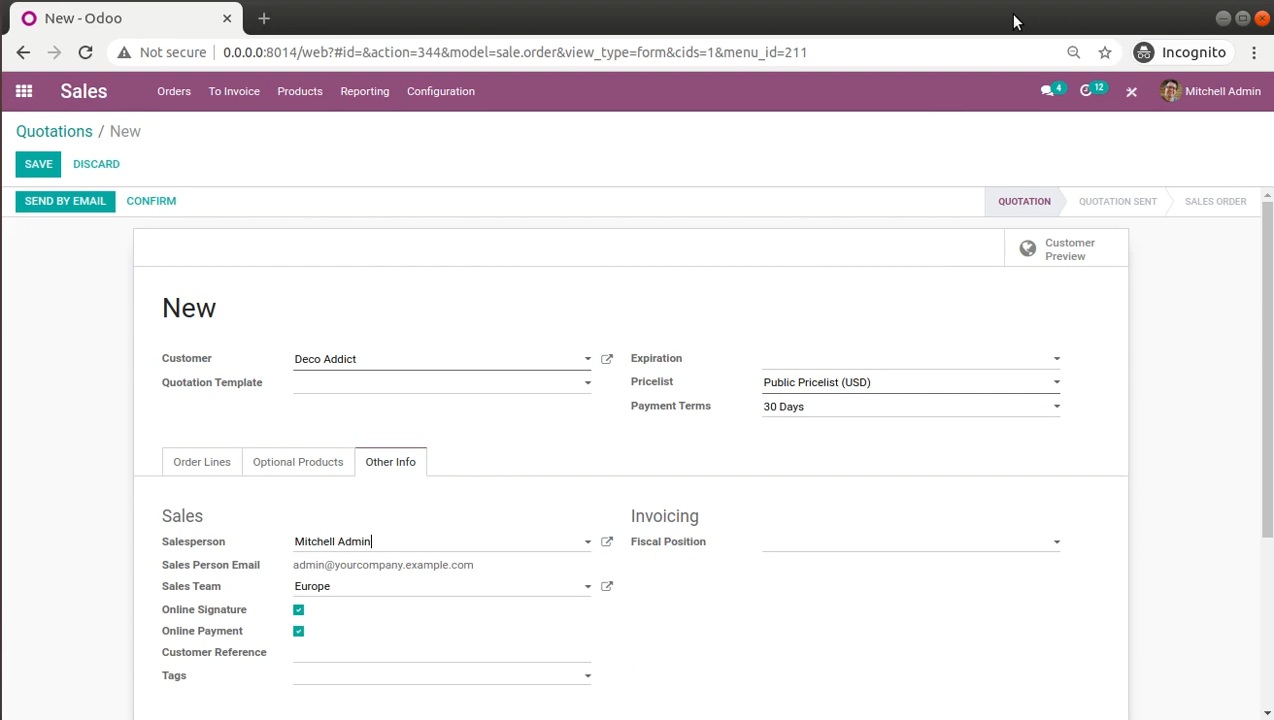 New - Odoo
Not secure 0.0.0.0:8014/web?#id=&action=344&model=sale.order&view_type=form&cids=1&menu_id=211 Incognito
Sales Orders To Invoice Products Reporting Configuration 4 12 Mitchell Admin
Quotations / New
SAVE DISCARD
SEND BY EMAIL CONFIRM QUOTATION QUOTATION SENT SALES ORDER
Customer
Preview
New
Customer Deco Addict Expiration
Quotation Template Pricelist Public Pricelist (USD)
Payment Terms 30 Days
Order Lines Optional Products Other Info
Sales Invoicing
Salesperson Mitchell Admin Fiscal Position
Sales Person Email admin@yourcompany.example.com
Sales Team Europe
Online Signature
Online Payment
Customer Reference
Tags